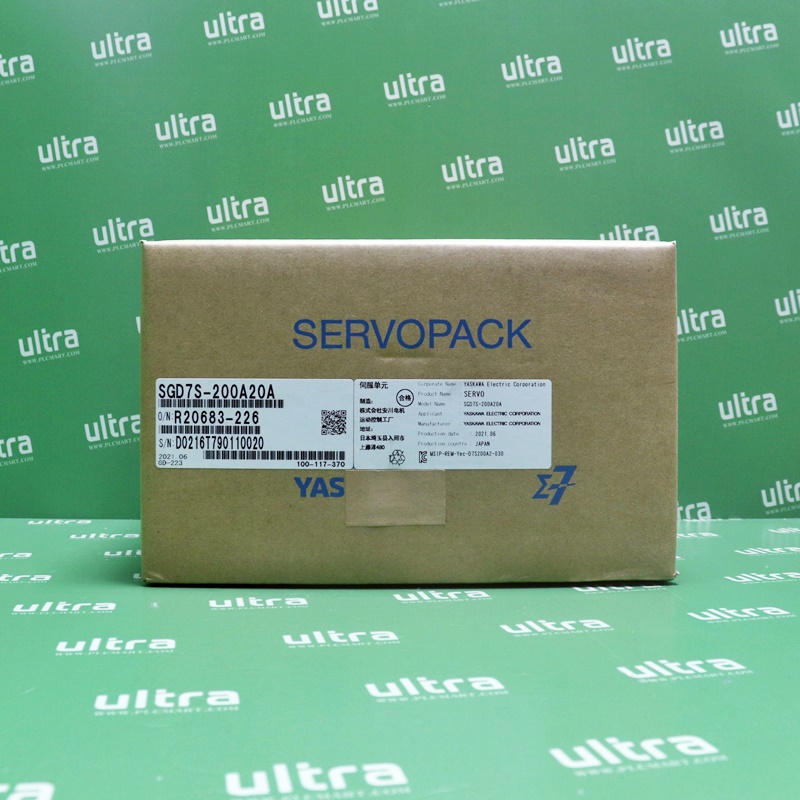 SERVOPACK
SGD7S-200A20A
O/N:R20683-226
S/N:D0216T790110020
2021.06
GD-223
100-117-370
伺服单元
制造:
株式会社安川电机
运动控制工厂
地址:
日本埼玉县入间市
上藤泽480
合格
Corporate Name : YASKAWA Electric Corporation
Product Name : SERVO
Model Name : SGD7S-200A20A
Applicant : YASKAWA ELECTRIC CORPORATION
Manufacturer : YASKAWA ELECTRIC CORPORATION
Production date : 2021.06
Production country : JAPAN
MSIP-REM-Yec-D7S200A2-030
YAS
Σ-7
ultra
WWW.PLCMART.COM